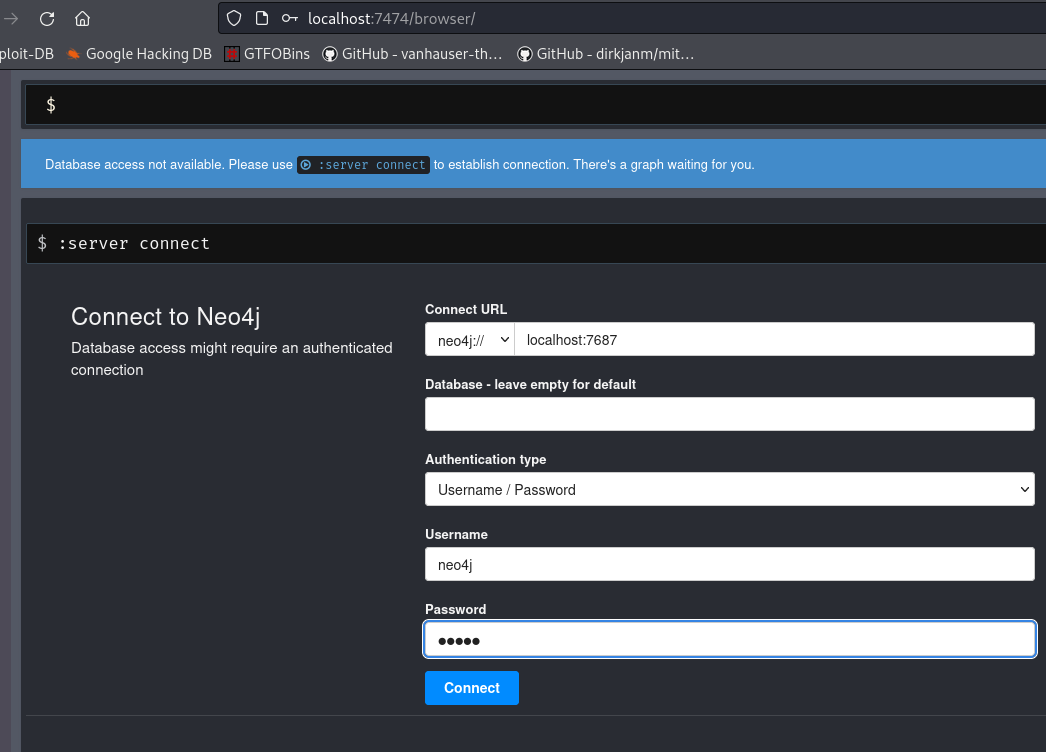 localhost:7474/browser/
ploit-DB Google Hacking DB GTFOBins GitHub - vanhauser-th… GitHub - dirkjanm/mit…
$
Database access not available. Please use :server connect to establish connection. There's a graph waiting for you.
$ :server connect
Connect to Neo4j
Database access might require an authenticated
connection
Connect URL
neo4j:// localhost:7687
Database - leave empty for default
Authentication type
Username / Password
Username
neo4j
Password
•••••
Connect